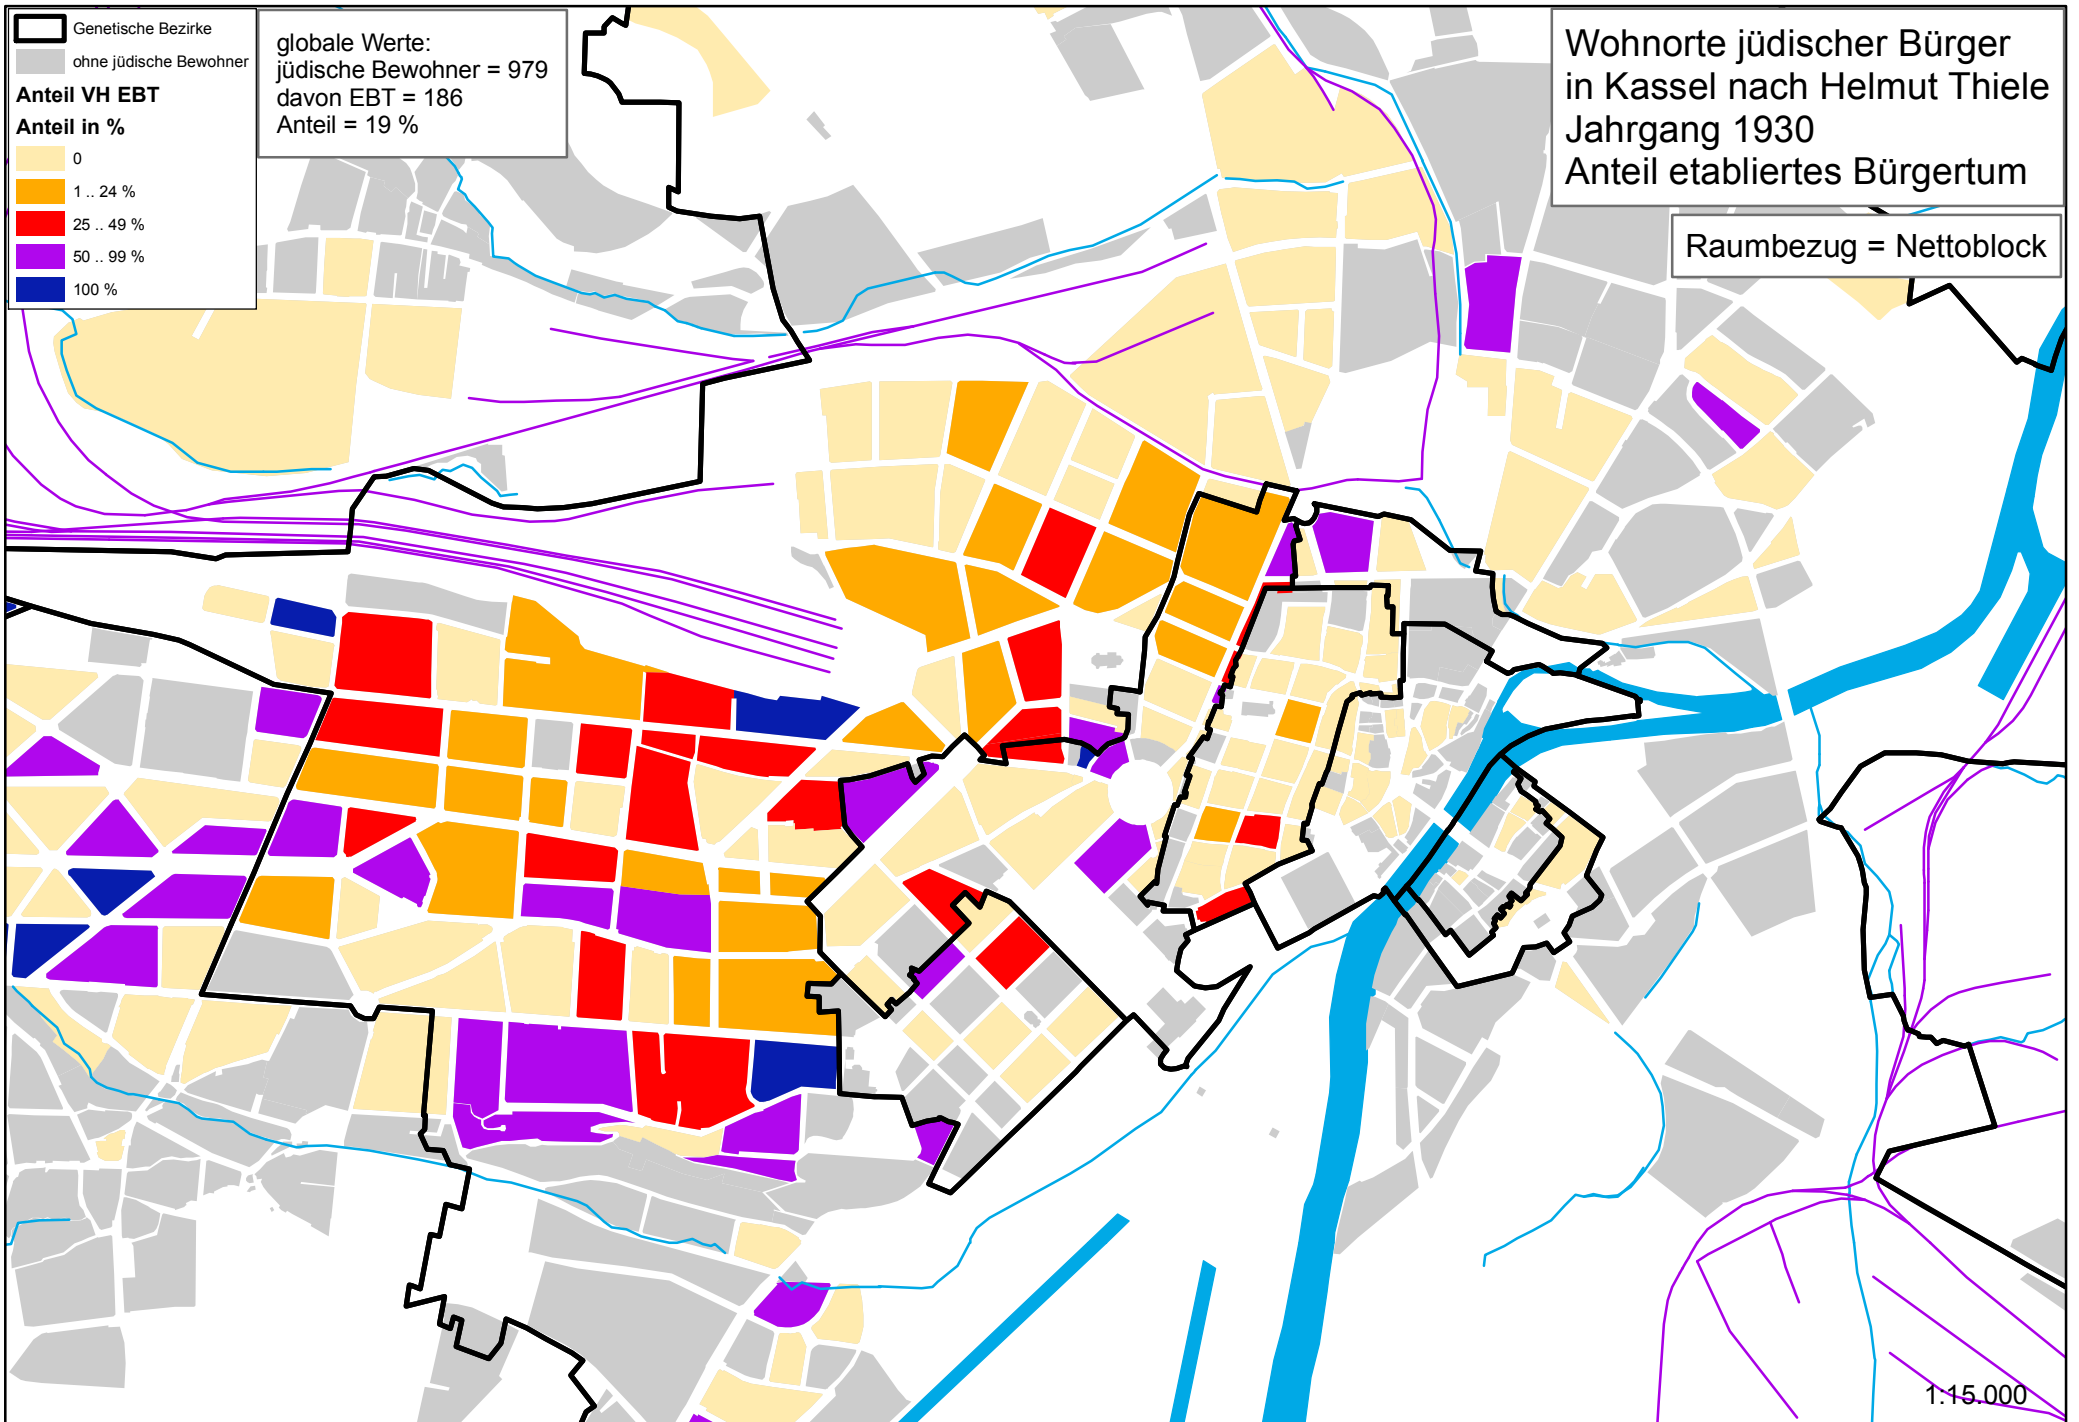 Genetische Bezirke
ohne jüdische Bewohner
Anteil VH EBT
Anteil in %
0
1 .. 24 %
25 .. 49 %
50 .. 99 %
100 %
globale Werte:
jüdische Bewohner = 979
davon EBT = 186
Anteil = 19 %
Wohnorte jüdischer Bürger
in Kassel nach Helmut Thiele
Jahrgang 1930
Anteil etabliertes Bürgertum
Raumbezug = Nettoblock
1:15.000